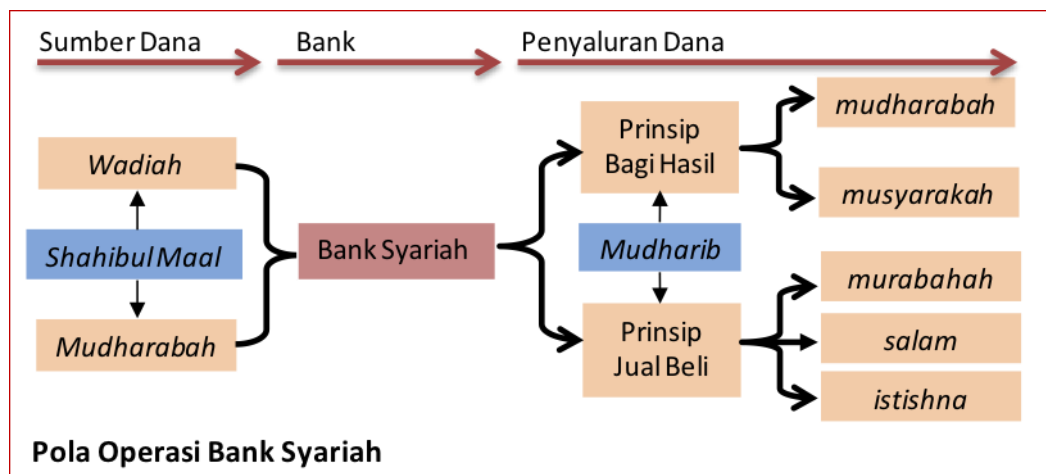 Sumber Dana
Bank
Penyaluran Dana
Wadiah
Shahibul Maal
Mudharabah
Bank Syariah
Prinsip
Bagi Hasil
Mudharib
Prinsip
Jual Beli
mudharabah
musyarakah
murabahah
salam
istishna
Pola Operasi Bank Syariah